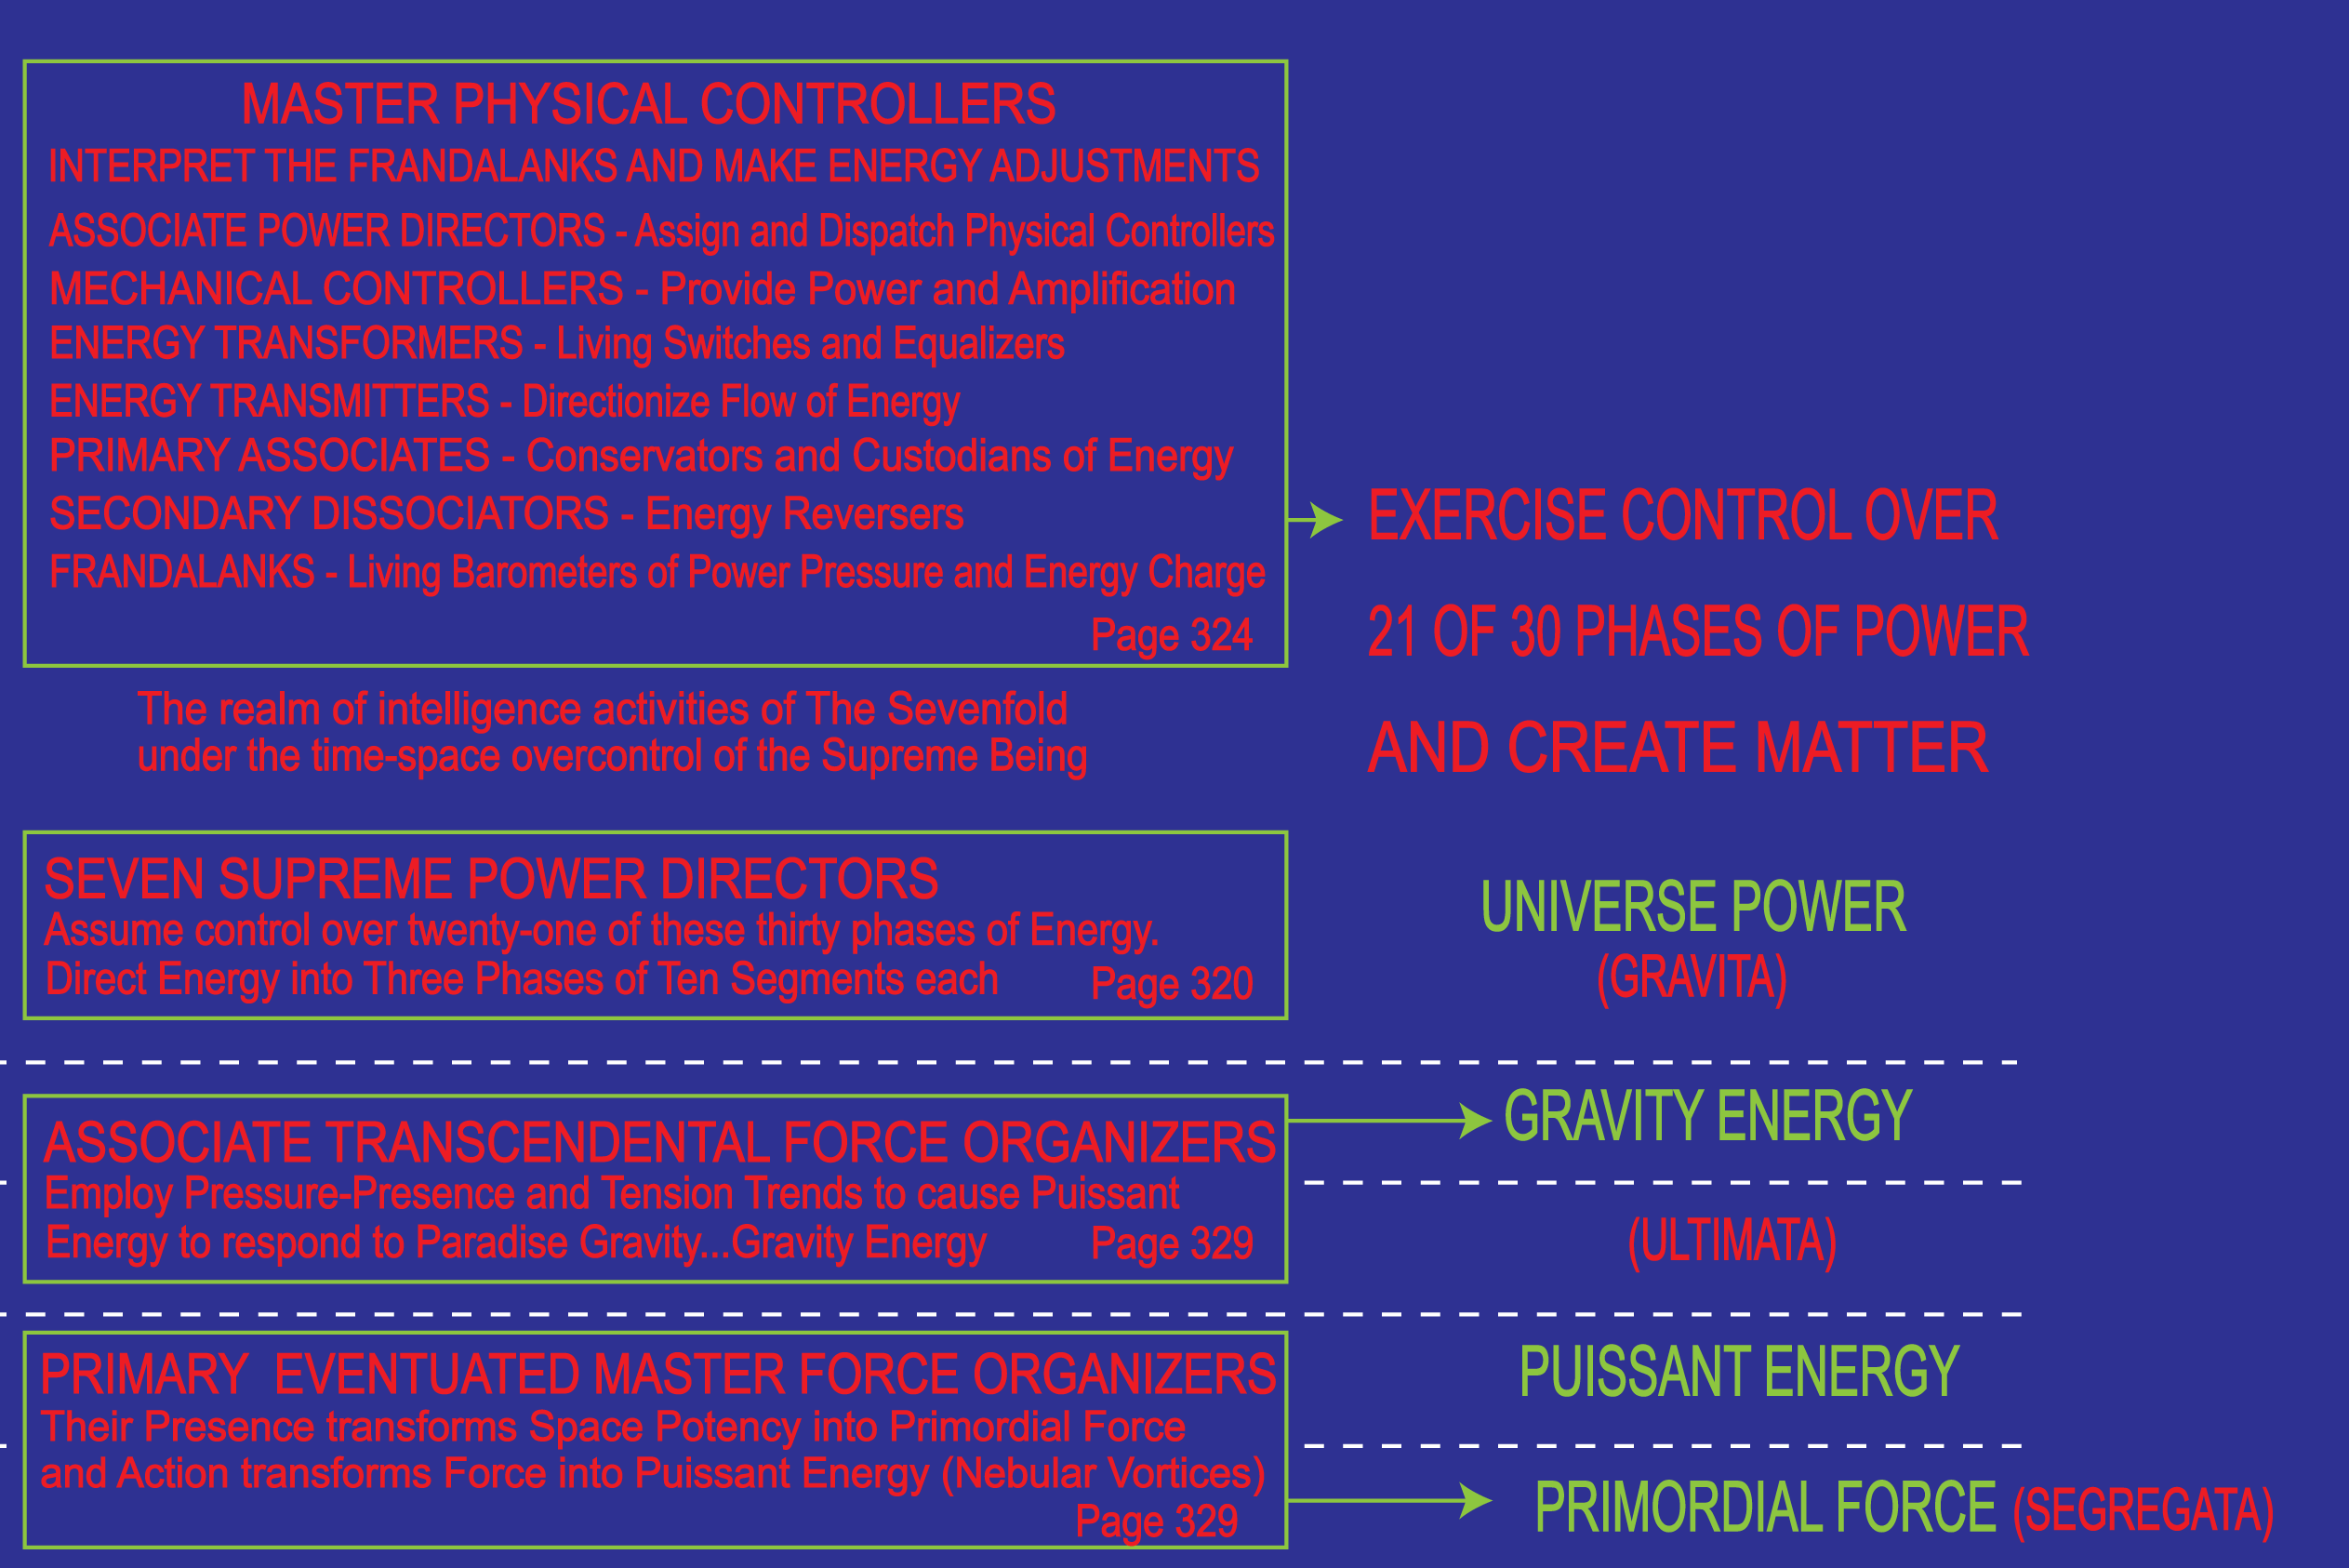 MASTER PHYSICAL CONTROLLERS
INTERPRET THE FRANDALANKS AND MAKE ENERGY ADJUSTMENTS
ASSOCIATE POWER DIRECTORS - Assign and Dispatch Physical Controllers
MECHANICAL CONTROLLERS - Provide Power and Amplification
ENERGY TRANSFORMERS - Living Switches and Equalizers
ENERGY TRANSMITTERS - Directionize Flow of Energy
PRIMARY ASSOCIATES - Conservators and Custodians of Energy
SECONDARY DISSOCIATORS - Energy Reversers
FRANDALANKS - Living Barometers of Power Pressure and Energy Charge
Page 324
EXERCISE CONTROL OVER
21 OF 30 PHASES OF POWER
AND CREATE MATTER
The realm of intelligence activities of The Sevenfold
under the time-space overcontrol of the Supreme Being
SEVEN SUPREME POWER DIRECTORS
Assume control over twenty-one of these thirty phases of Energy.
Direct Energy into Three Phases of Ten Segments each
Page 320
UNIVERSE POWER
(GRAVITA)
ASSOCIATE TRANSCENDENTAL FORCE ORGANIZERS
Employ Pressure-Presence and Tension Trends to cause Puissant
Energy to respond to Paradise Gravity...Gravity Energy
Page 329
GRAVITY ENERGY
(ULTIMATA)
PRIMARY EVENTUATED MASTER FORCE ORGANIZERS
Their Presence transforms Space Potency into Primordial Force
and Action transforms Force into Puissant Energy (Nebular Vortices)
Page 329
PUISSANT ENERGY
PRIMORDIAL FORCE (SEGREGATA)